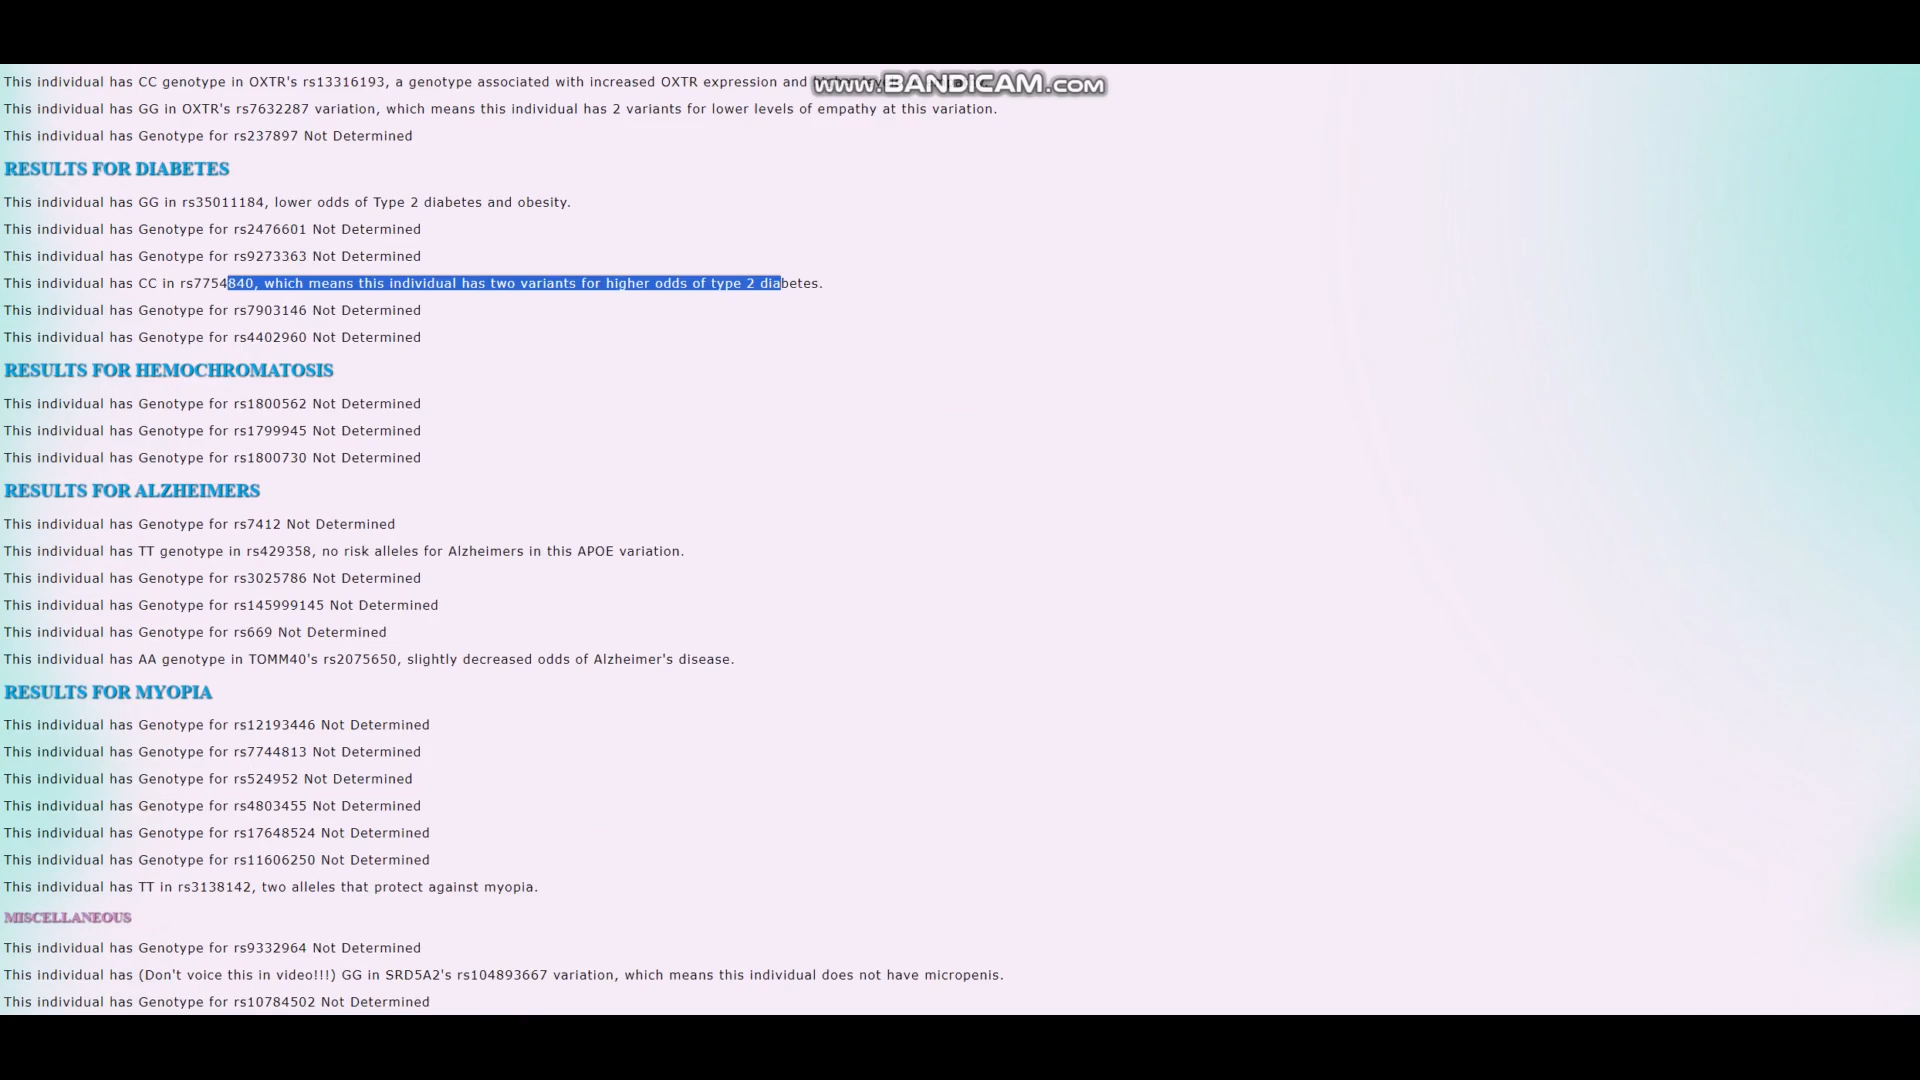 This individual has CC genotype in OXTR's rs13316193, a genotype associated with increased OXTR expression and
www.BANDICAM.com
This individual has GG in OXTR's rs7632287 variation, which means this individual has 2 variants for lower levels of empathy at this variation.
This individual has Genotype for rs237897 Not Determined
RESULTS FOR DIABETES
This individual has GG in rs35011184, lower odds of Type 2 diabetes and obesity.
This individual has Genotype for rs2476601 Not Determined
This individual has Genotype for rs9273363 Not Determined
This individual has CC in rs7754840, which means this individual has two variants for higher odds of type 2 diabetes.
This individual has Genotype for rs7903146 Not Determined
This individual has Genotype for rs4402960 Not Determined
RESULTS FOR HEMOCHROMATOSIS
This individual has Genotype for rs1800562 Not Determined
This individual has Genotype for rs1799945 Not Determined
This individual has Genotype for rs1800730 Not Determined
RESULTS FOR ALZHEIMERS
This individual has Genotype for rs7412 Not Determined
This individual has TT genotype in rs429358, no risk alleles for Alzheimers in this APOE variation.
This individual has Genotype for rs3025786 Not Determined
This individual has Genotype for rs145999145 Not Determined
This individual has Genotype for rs669 Not Determined
This individual has AA genotype in TOMM40's rs2075650, slightly decreased odds of Alzheimer's disease.
RESULTS FOR MYOPIA
This individual has Genotype for rs12193446 Not Determined
This individual has Genotype for rs7744813 Not Determined
This individual has Genotype for rs524952 Not Determined
This individual has Genotype for rs4803455 Not Determined
This individual has Genotype for rs17648524 Not Determined
This individual has Genotype for rs11606250 Not Determined
This individual has TT in rs3138142, two alleles that protect against myopia.
MISCELLANEOUS
This individual has Genotype for rs9332964 Not Determined
This individual has (Don't voice this in video!!!) GG in SRD5A2's rs104893667 variation, which means this individual does not have micropenis.
This individual has Genotype for rs10784502 Not Determined